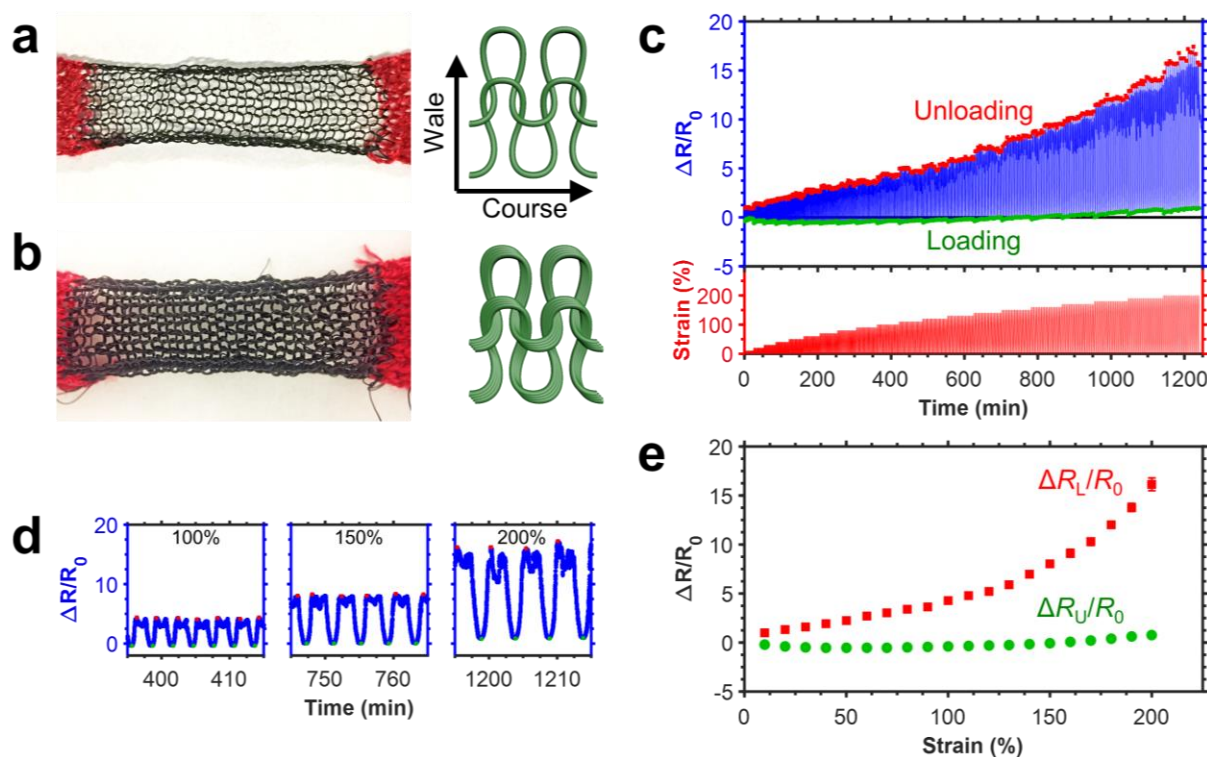 a
Wale
Course
b
c
20
15
10
5
0
-5
ΔR/R0
Unloading
Loading
Strain (%)
200
100
0
0 200 400 600 800 1000 1200
Time (min)
d
ΔR/R0
20
10
0
100% 150% 200%
400 410 750 760 1200 1210
Time (min)
e
20
15
10
5
0
-5
ΔR/R0
ΔRL/R0
ΔRU/R0
0 50 100 150 200
Strain (%)